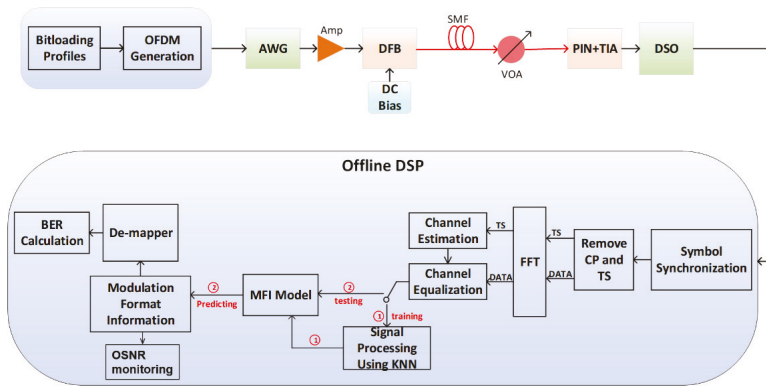 Bitloading
Profiles
OFDM
Generation
AWG
Amp
DFB
DC
Bias
SMF
VOA
PIN+TIA
DSO
Offline DSP
BER
Calculation
De-mapper
Modulation
Format
Information
OSNR
monitoring
②
Predicting
MFI Model
②
testing
①
training
①
Signal
Processing
Using KNN
Channel
Estimation
Channel
Equalization
TS
DATA
FFT
TS
DATA
Remove
CP and
TS
Symbol
Synchronization